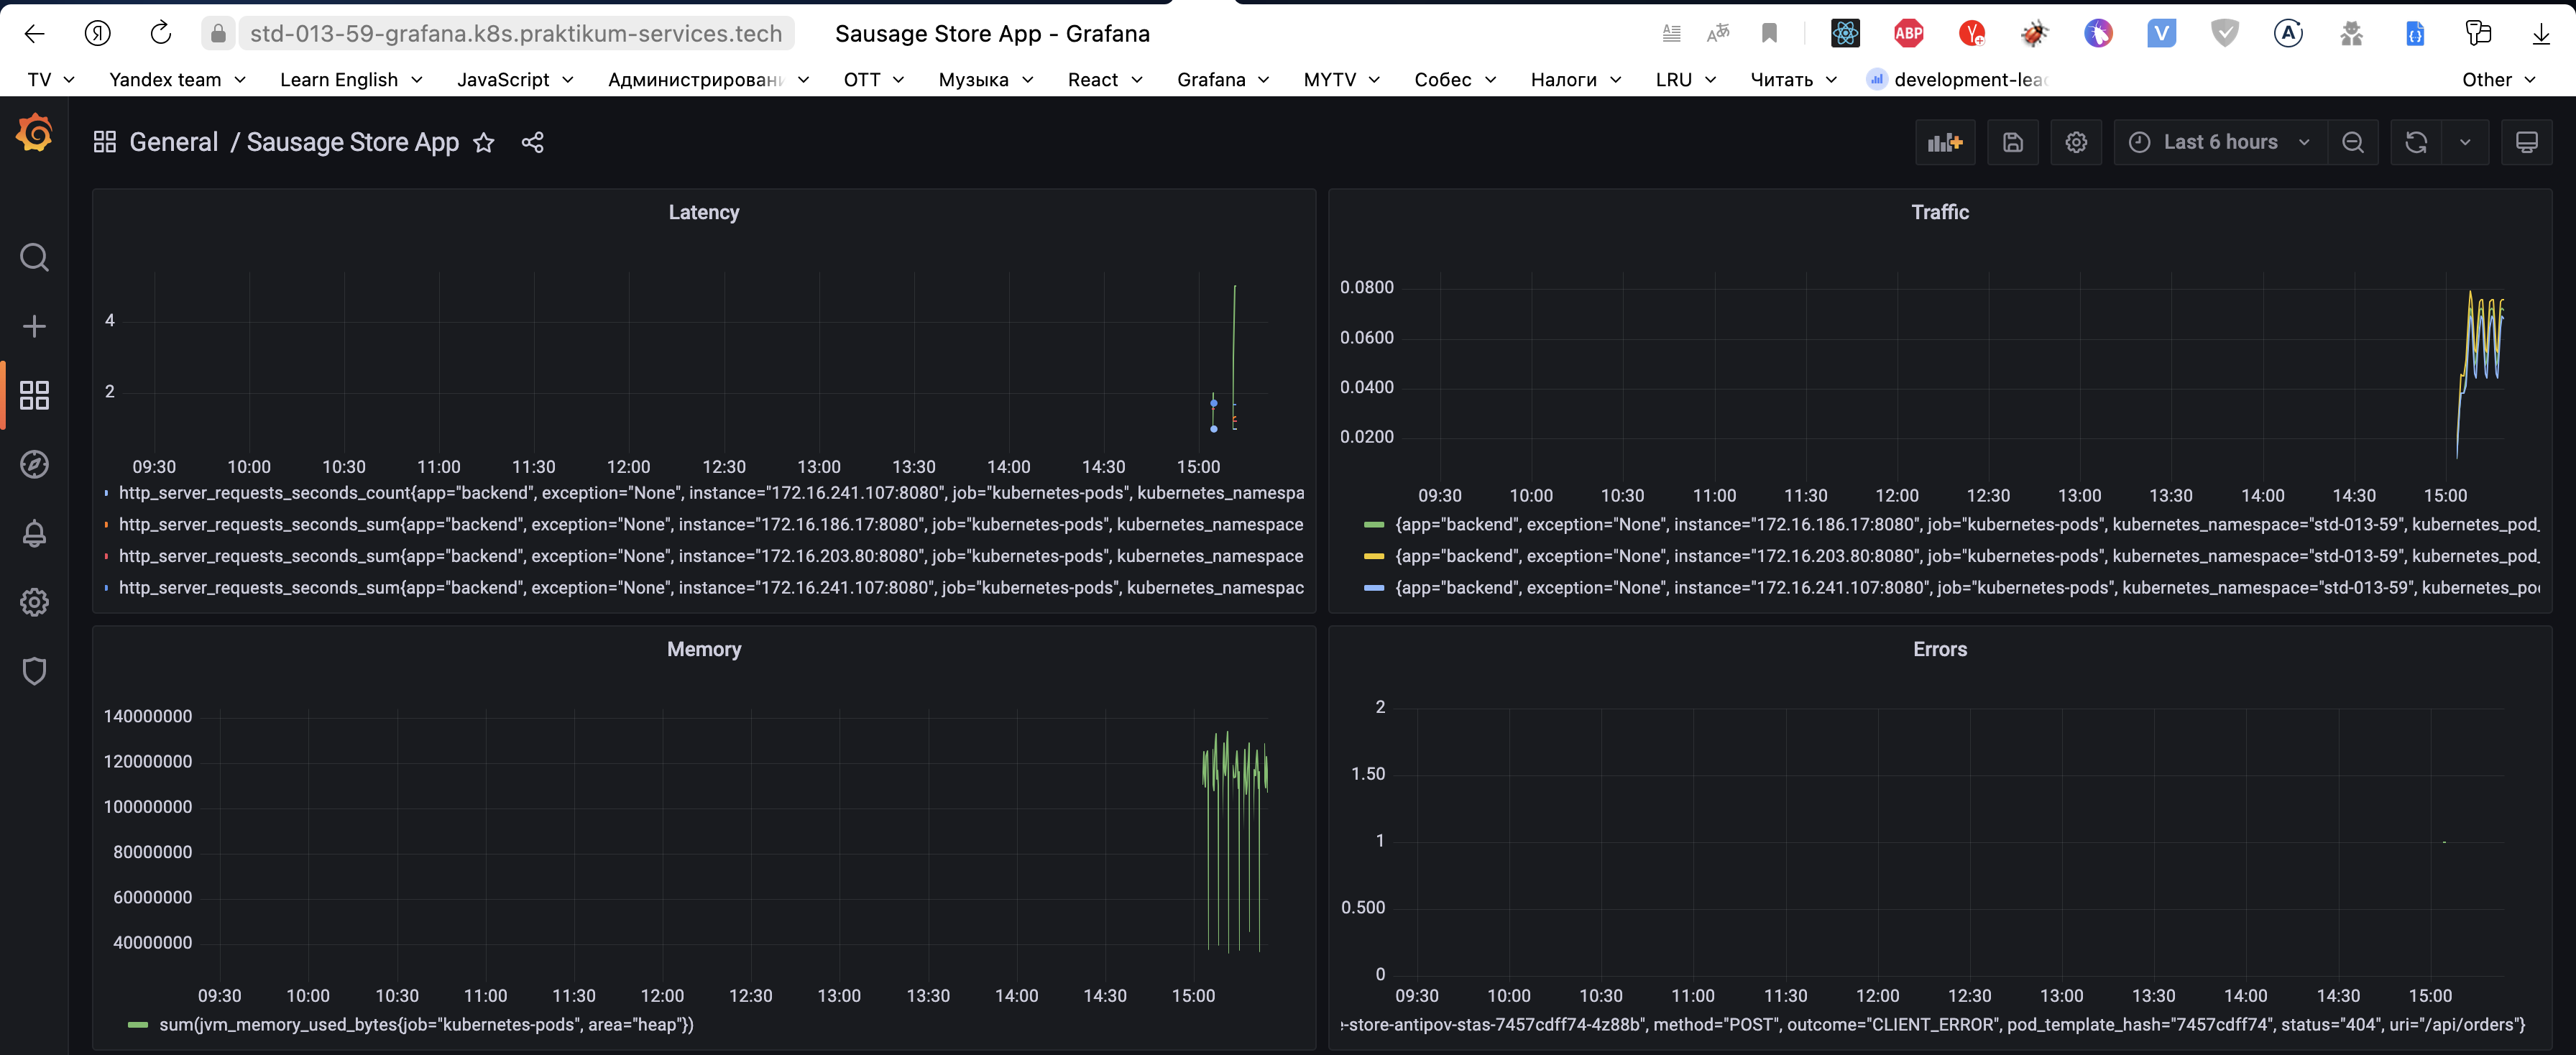 std-013-59-grafana.k8s.praktikum-services.tech Sausage Store App - Grafana
TV Yandex team Learn English JavaScript Администрировани OTT Музыка React Grafana MYTV Собес Налоги LRU Читать development-lea Other
General / Sausage Store App Last 6 hours
Latency
4
2
09:30 10:00 10:30 11:00 11:30 12:00 12:30 13:00 13:30 14:00 14:30 15:00
http_server_requests_seconds_count{app="backend", exception="None", instance="172.16.241.107:8080", job="kubernetes-pods", kubernetes_namespa
http_server_requests_seconds_sum{app="backend", exception="None", instance="172.16.186.17:8080", job="kubernetes-pods", kubernetes_namespace
http_server_requests_seconds_sum{app="backend", exception="None", instance="172.16.203.80:8080", job="kubernetes-pods", kubernetes_namespace
http_server_requests_seconds_sum{app="backend", exception="None", instance="172.16.241.107:8080", job="kubernetes-pods", kubernetes_namespac
Traffic
0.0800
0.0600
0.0400
0.0200
09:30 10:00 10:30 11:00 11:30 12:00 12:30 13:00 13:30 14:00 14:30 15:00
{app="backend", exception="None", instance="172.16.186.17:8080", job="kubernetes-pods", kubernetes_namespace="std-013-59", kubernetes_pod_
{app="backend", exception="None", instance="172.16.203.80:8080", job="kubernetes-pods", kubernetes_namespace="std-013-59", kubernetes_pod_
{app="backend", exception="None", instance="172.16.241.107:8080", job="kubernetes-pods", kubernetes_namespace="std-013-59", kubernetes_po
Memory
140000000
120000000
100000000
80000000
60000000
40000000
09:30 10:00 10:30 11:00 11:30 12:00 12:30 13:00 13:30 14:00 14:30 15:00
sum(jvm_memory_used_bytes{job="kubernetes-pods", area="heap"})
Errors
2
1.50
1
0.500
0
09:30 10:00 10:30 11:00 11:30 12:00 12:30 13:00 13:30 14:00 14:30 15:00
-store-antipov-stas-7457cdff74-4z88b", method="POST", outcome="CLIENT_ERROR", pod_template_hash="7457cdff74", status="404", uri="/api/orders"}